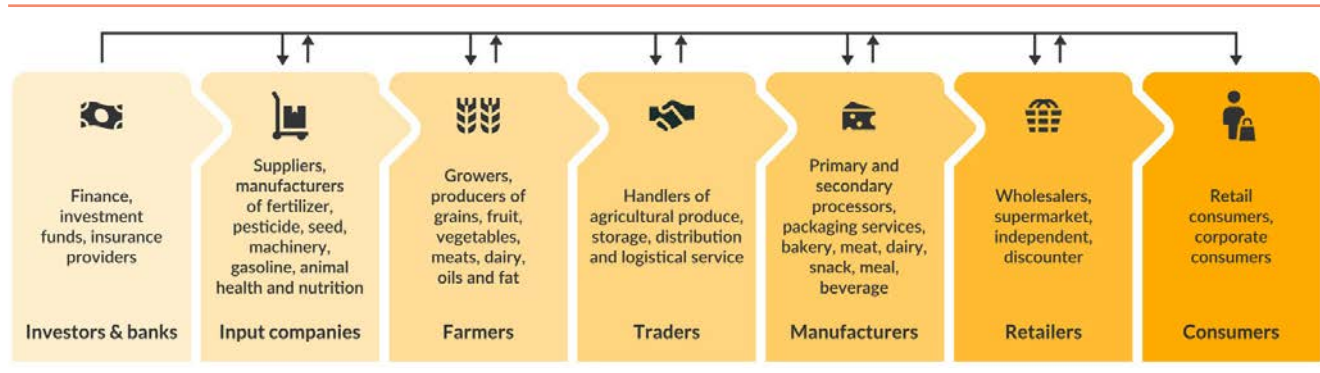 Finance,
investment
funds, insurance
providers
Investors & banks
Suppliers,
manufacturers
of fertilizer,
pesticide, seed,
machinery,
gasoline, animal
health and nutrition
Input companies
Growers,
producers of
grains, fruit,
vegetables,
meats, dairy,
oils and fat
Farmers
Handlers of
agricultural produce,
storage, distribution
and logistical service
Traders
Primary and
secondary
processors,
packaging services,
bakery, meat, dairy,
snack, meal,
beverage
Manufacturers
Wholesalers,
supermarket,
independent,
discounter
Retailers
Retail
consumers,
corporate
consumers
Consumers